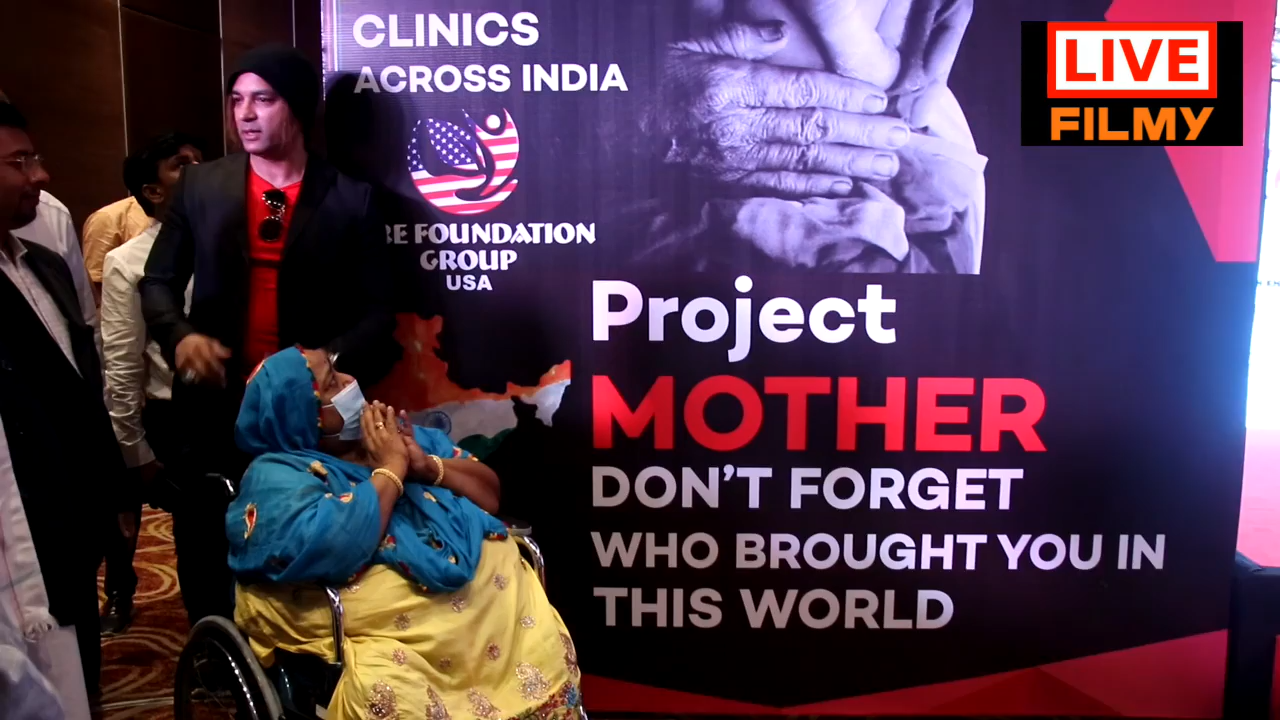 CLINICS
ACROSS INDIA
FOUNDATION
GROUP
USA
Project
MOTHER
DON'T FORGET
WHO BROUGHT YOU IN
THIS WORLD
LIVE
FILMY